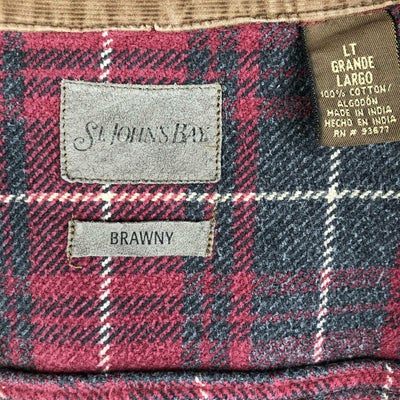 ST. JOHN'S BAY
BRAWNY
LT
GRANDE
LARGO
100% COTTON/
ALGODÓN
MADE IN INDIA
HECHO EN INDIA
RN # 93677